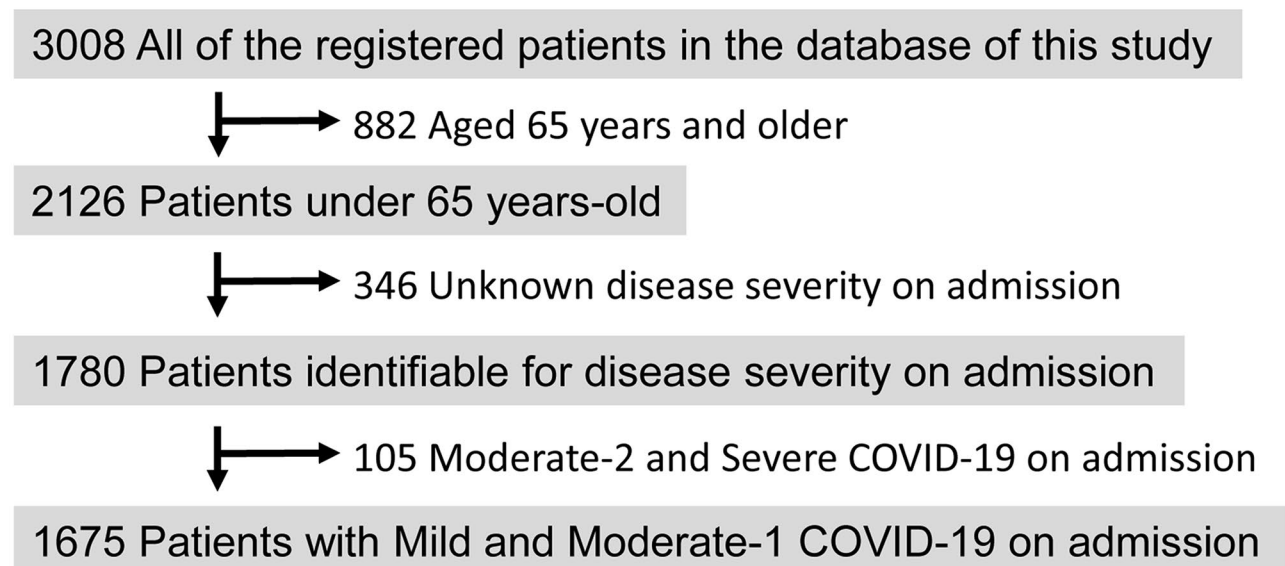 3008 All of the registered patients in the database of this study
882 Aged 65 years and older
2126 Patients under 65 years-old
346 Unknown disease severity on admission
1780 Patients identifiable for disease severity on admission
105 Moderate-2 and Severe COVID-19 on admission
1675 Patients with Mild and Moderate-1 COVID-19 on admission